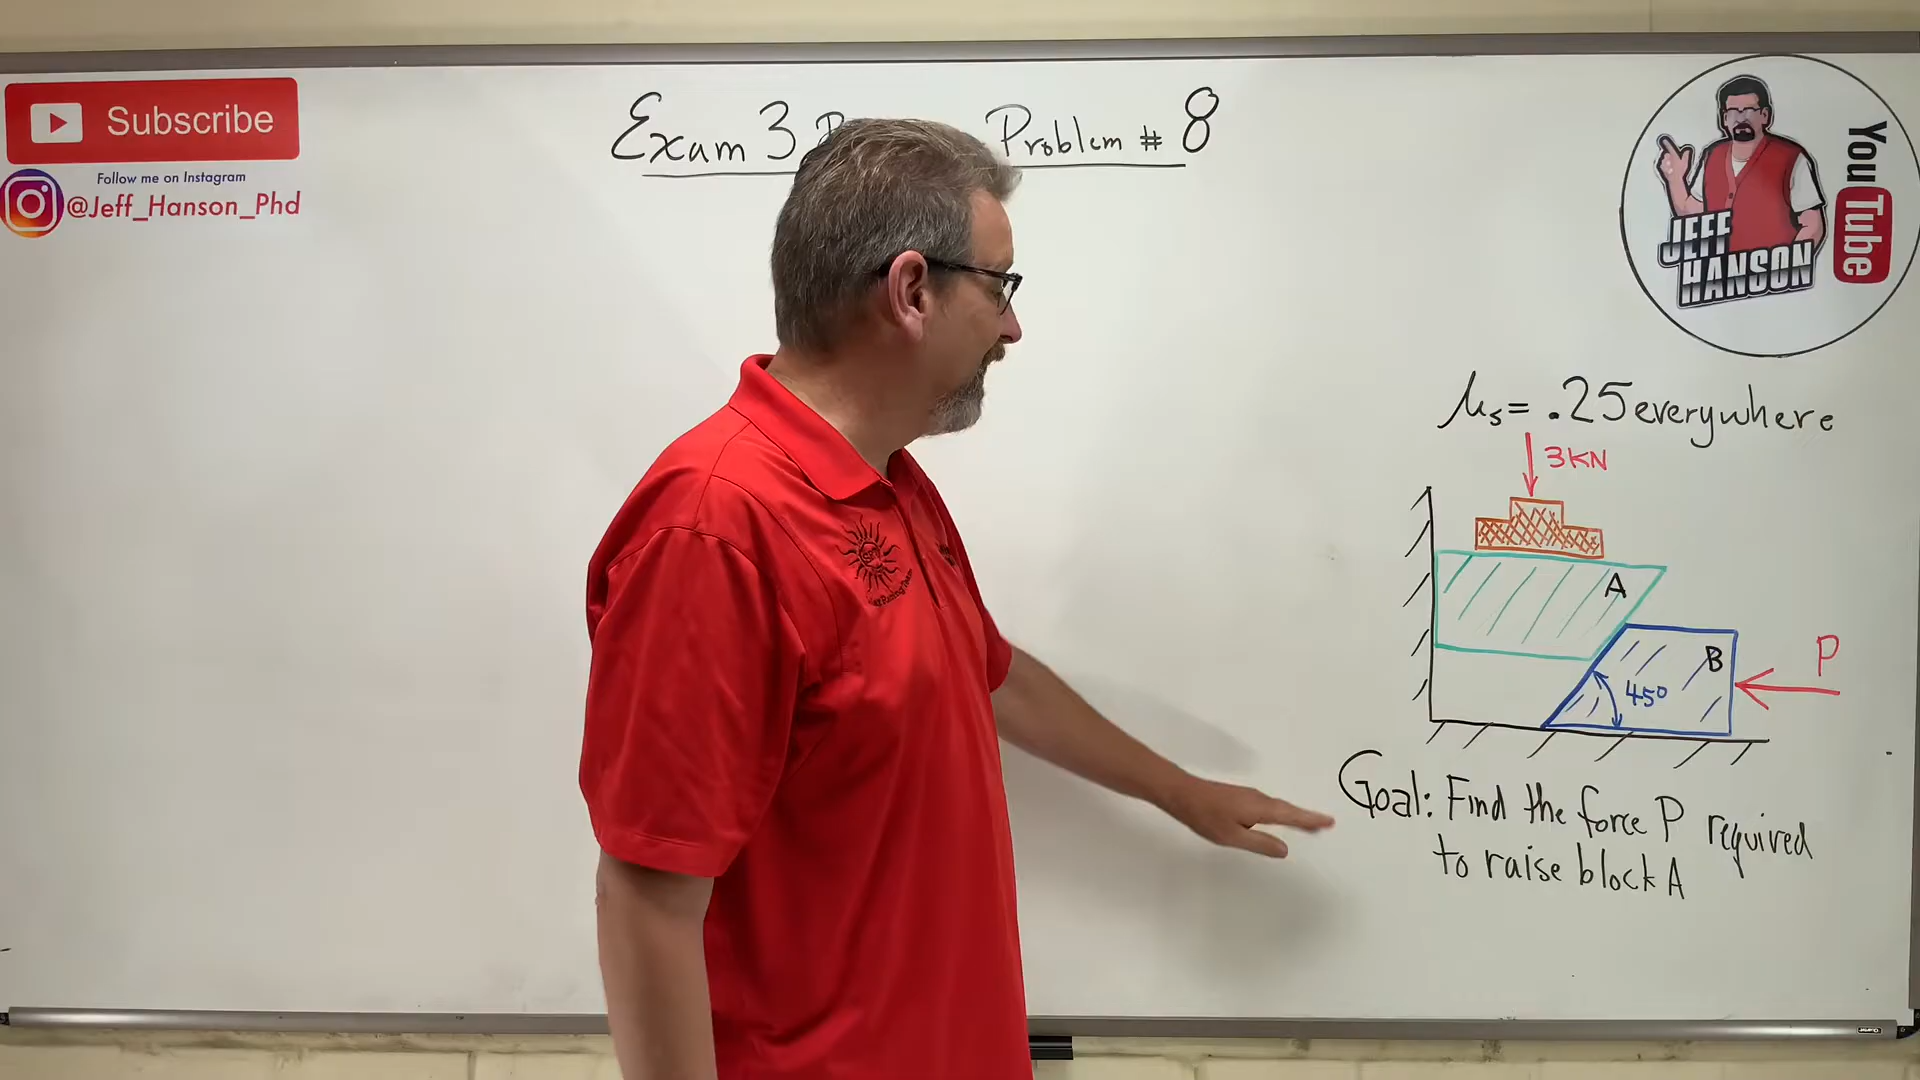 Subscribe
Follow me on Instagram
@Jeff_Hanson_Phd
Exam 3 Problem # 8
YouTube
JEFF
HANSON
μs = .25 everywhere
3KN
A
B
P
45°
Goal: Find the force P required
to raise block A